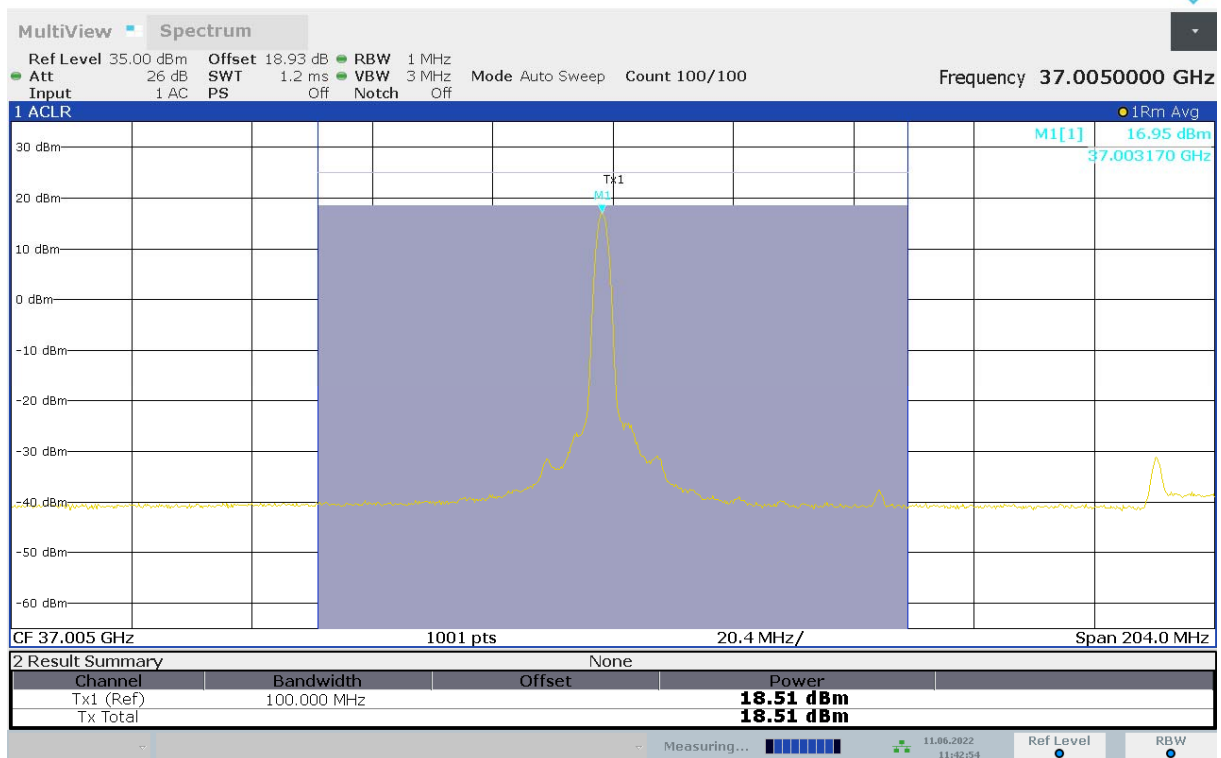 MultiView Spectrum
Ref Level 35.00 dBm Offset 18.93 dB RBW 1 MHz
Att 26 dB SWT 1.2 ms VBW 3 MHz Mode Auto Sweep Count 100/100 Frequency 37.0050000 GHz
Input 1 AC PS Off Notch Off
1 ACLR 1Rm Avg
M1[1] 16.95 dBm
37.003170 GHz
30 dBm
Tx1
M1
20 dBm
10 dBm
0 dBm
-10 dBm
-20 dBm
-30 dBm
-40 dBm
-50 dBm
-60 dBm
CF 37.005 GHz 1001 pts 20.4 MHz/ Span 204.0 MHz
2 Result Summary None
Channel Bandwidth Offset Power
Tx1 (Ref) 100.000 MHz 18.51 dBm
Tx Total 18.51 dBm
Measuring... 11.06.2022 Ref Level RBW
11:42:54